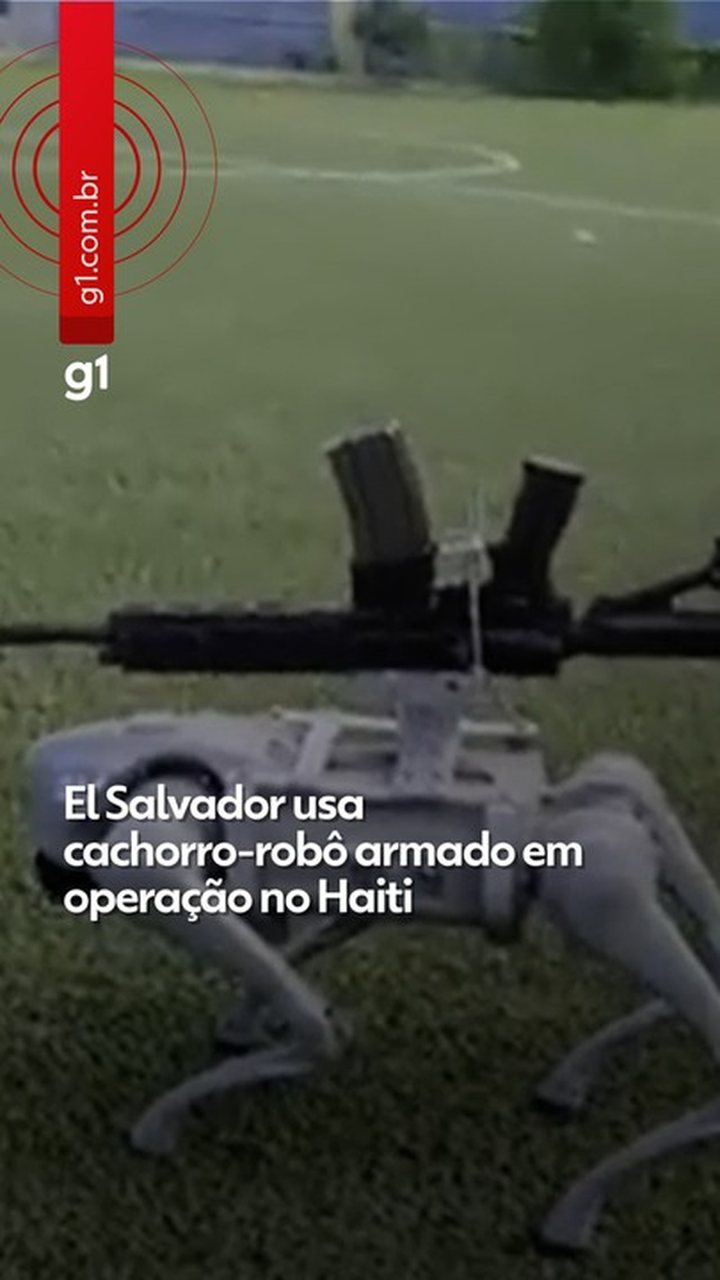 g1.com.br
g1
El Salvador usa
cachorro-robô armado em
operação no Haiti